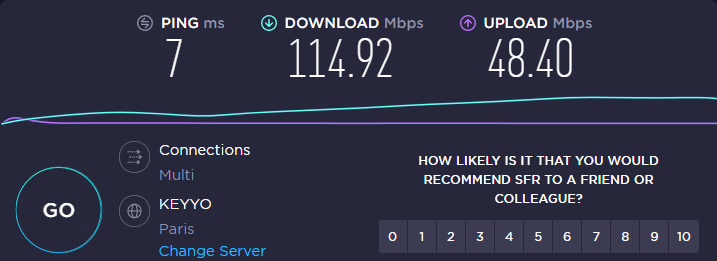 PING ms DOWNLOAD Mbps UPLOAD Mbps
7 114.92 48.40
Connections
Multi
HOW LIKELY IS IT THAT YOU WOULD
RECOMMEND SFR TO A FRIEND OR
COLLEAGUE?
GO
KEYYO
Paris
Change Server
0 1 2 3 4 5 6 7 8 9 10